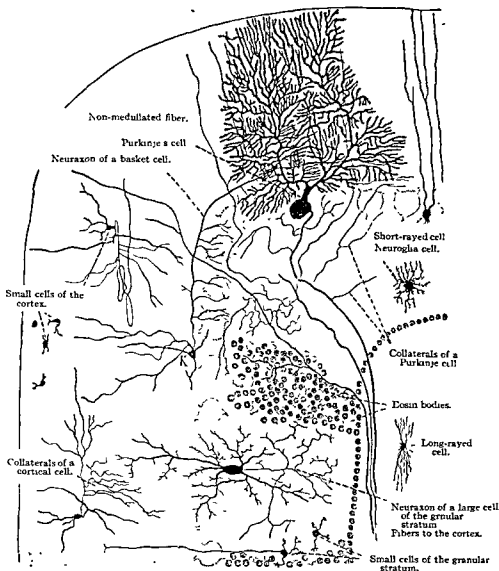 Non-medullated fiber.
Purkinje s cell
Neuraxon of a basket cell.
Short-rayed cell
Neuroglia cell.
Small cells of the
cortex.
Collaterals of a
Purkinje cell
Eosin bodies.
Long-rayed
cell.
Collaterals of a
cortical cell.
Neuraxon of a large cell
of the granular
stratum
Fibers to the cortex.
Small cells of the granular
stratum.